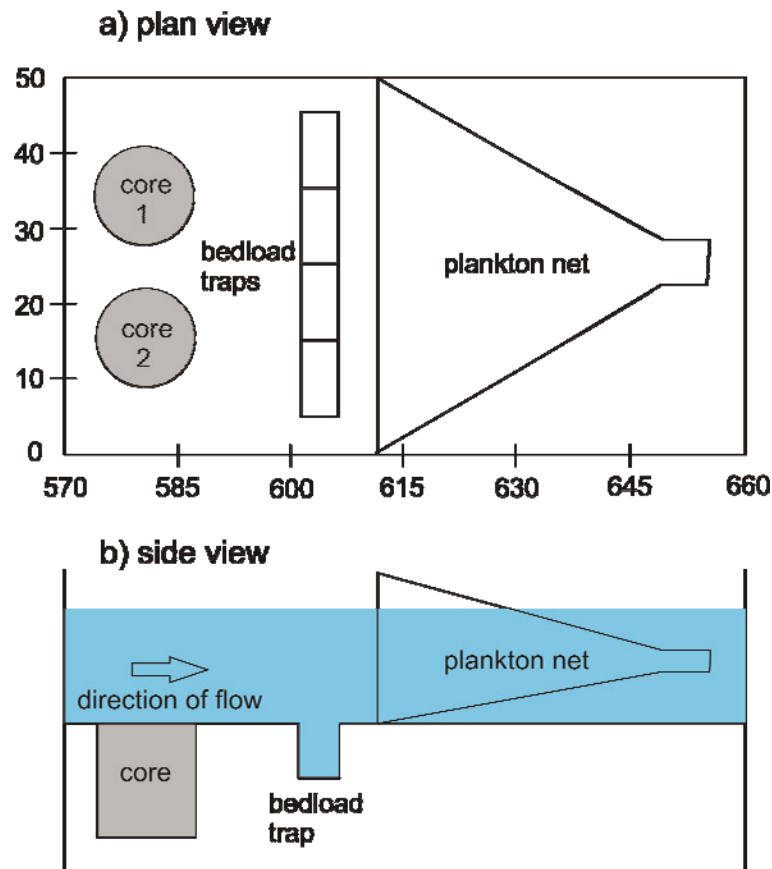 a) plan view
50
40
30
20
10
0
core
1
core
2
bedload
traps
plankton net
570 585 600 615 630 645 660
b) side view
plankton net
direction of flow
core
bedload
trap